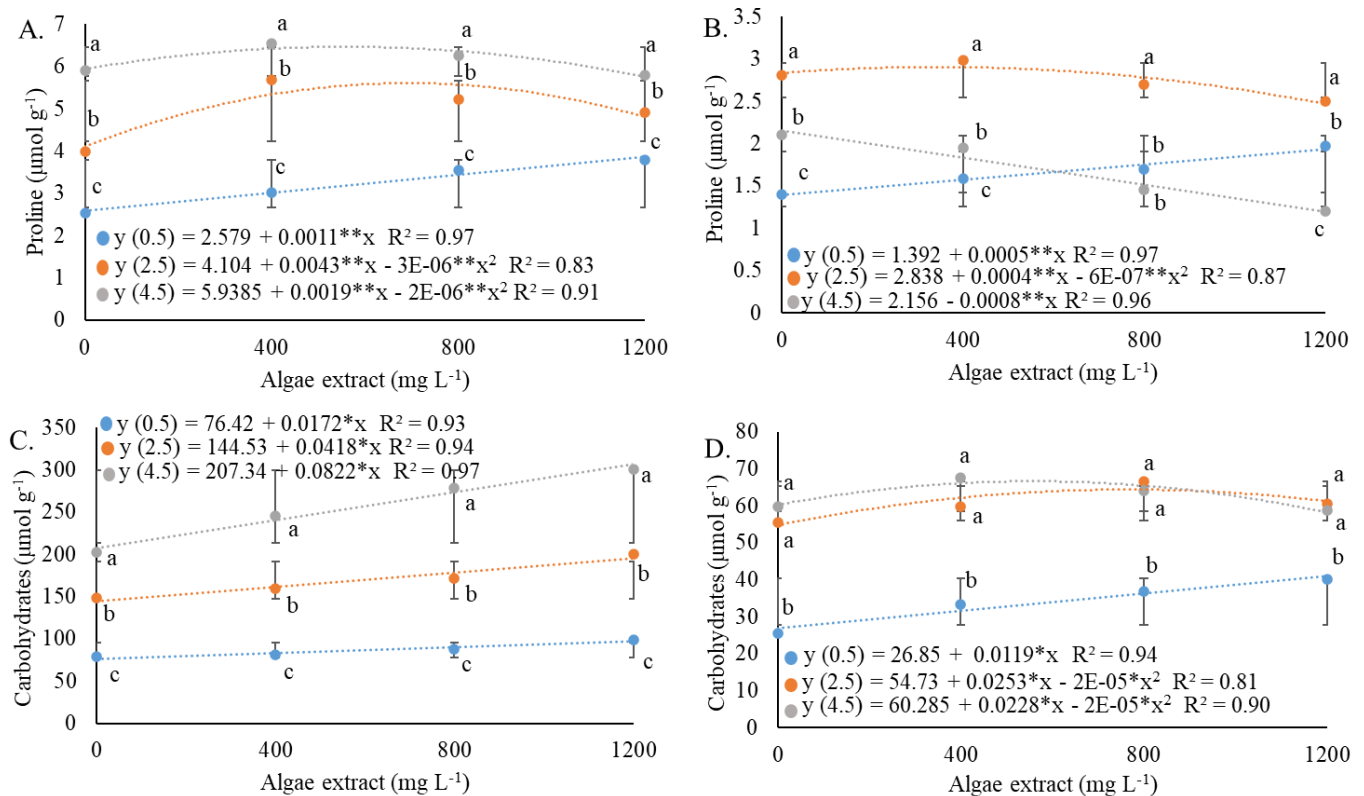 A.
7
6
5
4
3
2
1
0
Proline (μmol g⁻¹)
a
a
a
a
b
b
b
b
c
c
c
c
y (0.5) = 2.579 + 0.0011**x R² = 0.97
y (2.5) = 4.104 + 0.0043**x - 3E-06**x² R² = 0.83
y (4.5) = 5.9385 + 0.0019**x - 2E-06**x² R² = 0.91
0 400 800 1200
Algae extract (mg L⁻¹)
B.
3.5
3
2.5
2
1.5
1
0.5
0
Proline (μmol g⁻¹)
a
a
a
a
b
b
b
b
c
c
b
c
y (0.5) = 1.392 + 0.0005**x R² = 0.97
y (2.5) = 2.838 + 0.0004**x - 6E-07**x² R² = 0.87
y (4.5) = 2.156 - 0.0008**x R² = 0.96
0 400 800 1200
Algae extract (mg L⁻¹)
C.
350
300
250
200
150
100
50
0
Carbohydrates (μmol g⁻¹)
y (0.5) = 76.42 + 0.0172*x R² = 0.93
y (2.5) = 144.53 + 0.0418*x R² = 0.94
y (4.5) = 207.34 + 0.0822*x R² = 0.97
a
a
a
a
b
b
b
b
c
c
c
c
0 400 800 1200
Algae extract (mg L⁻¹)
D.
80
70
60
50
40
30
20
10
0
Carbohydrates (μmol g⁻¹)
a
a
a
a
a
a
a
a
b
b
b
b
y (0.5) = 26.85 + 0.0119*x R² = 0.94
y (2.5) = 54.73 + 0.0253*x - 2E-05*x² R² = 0.81
y (4.5) = 60.285 + 0.0228*x - 2E-05*x² R² = 0.90
0 400 800 1200
Algae extract (mg L⁻¹)